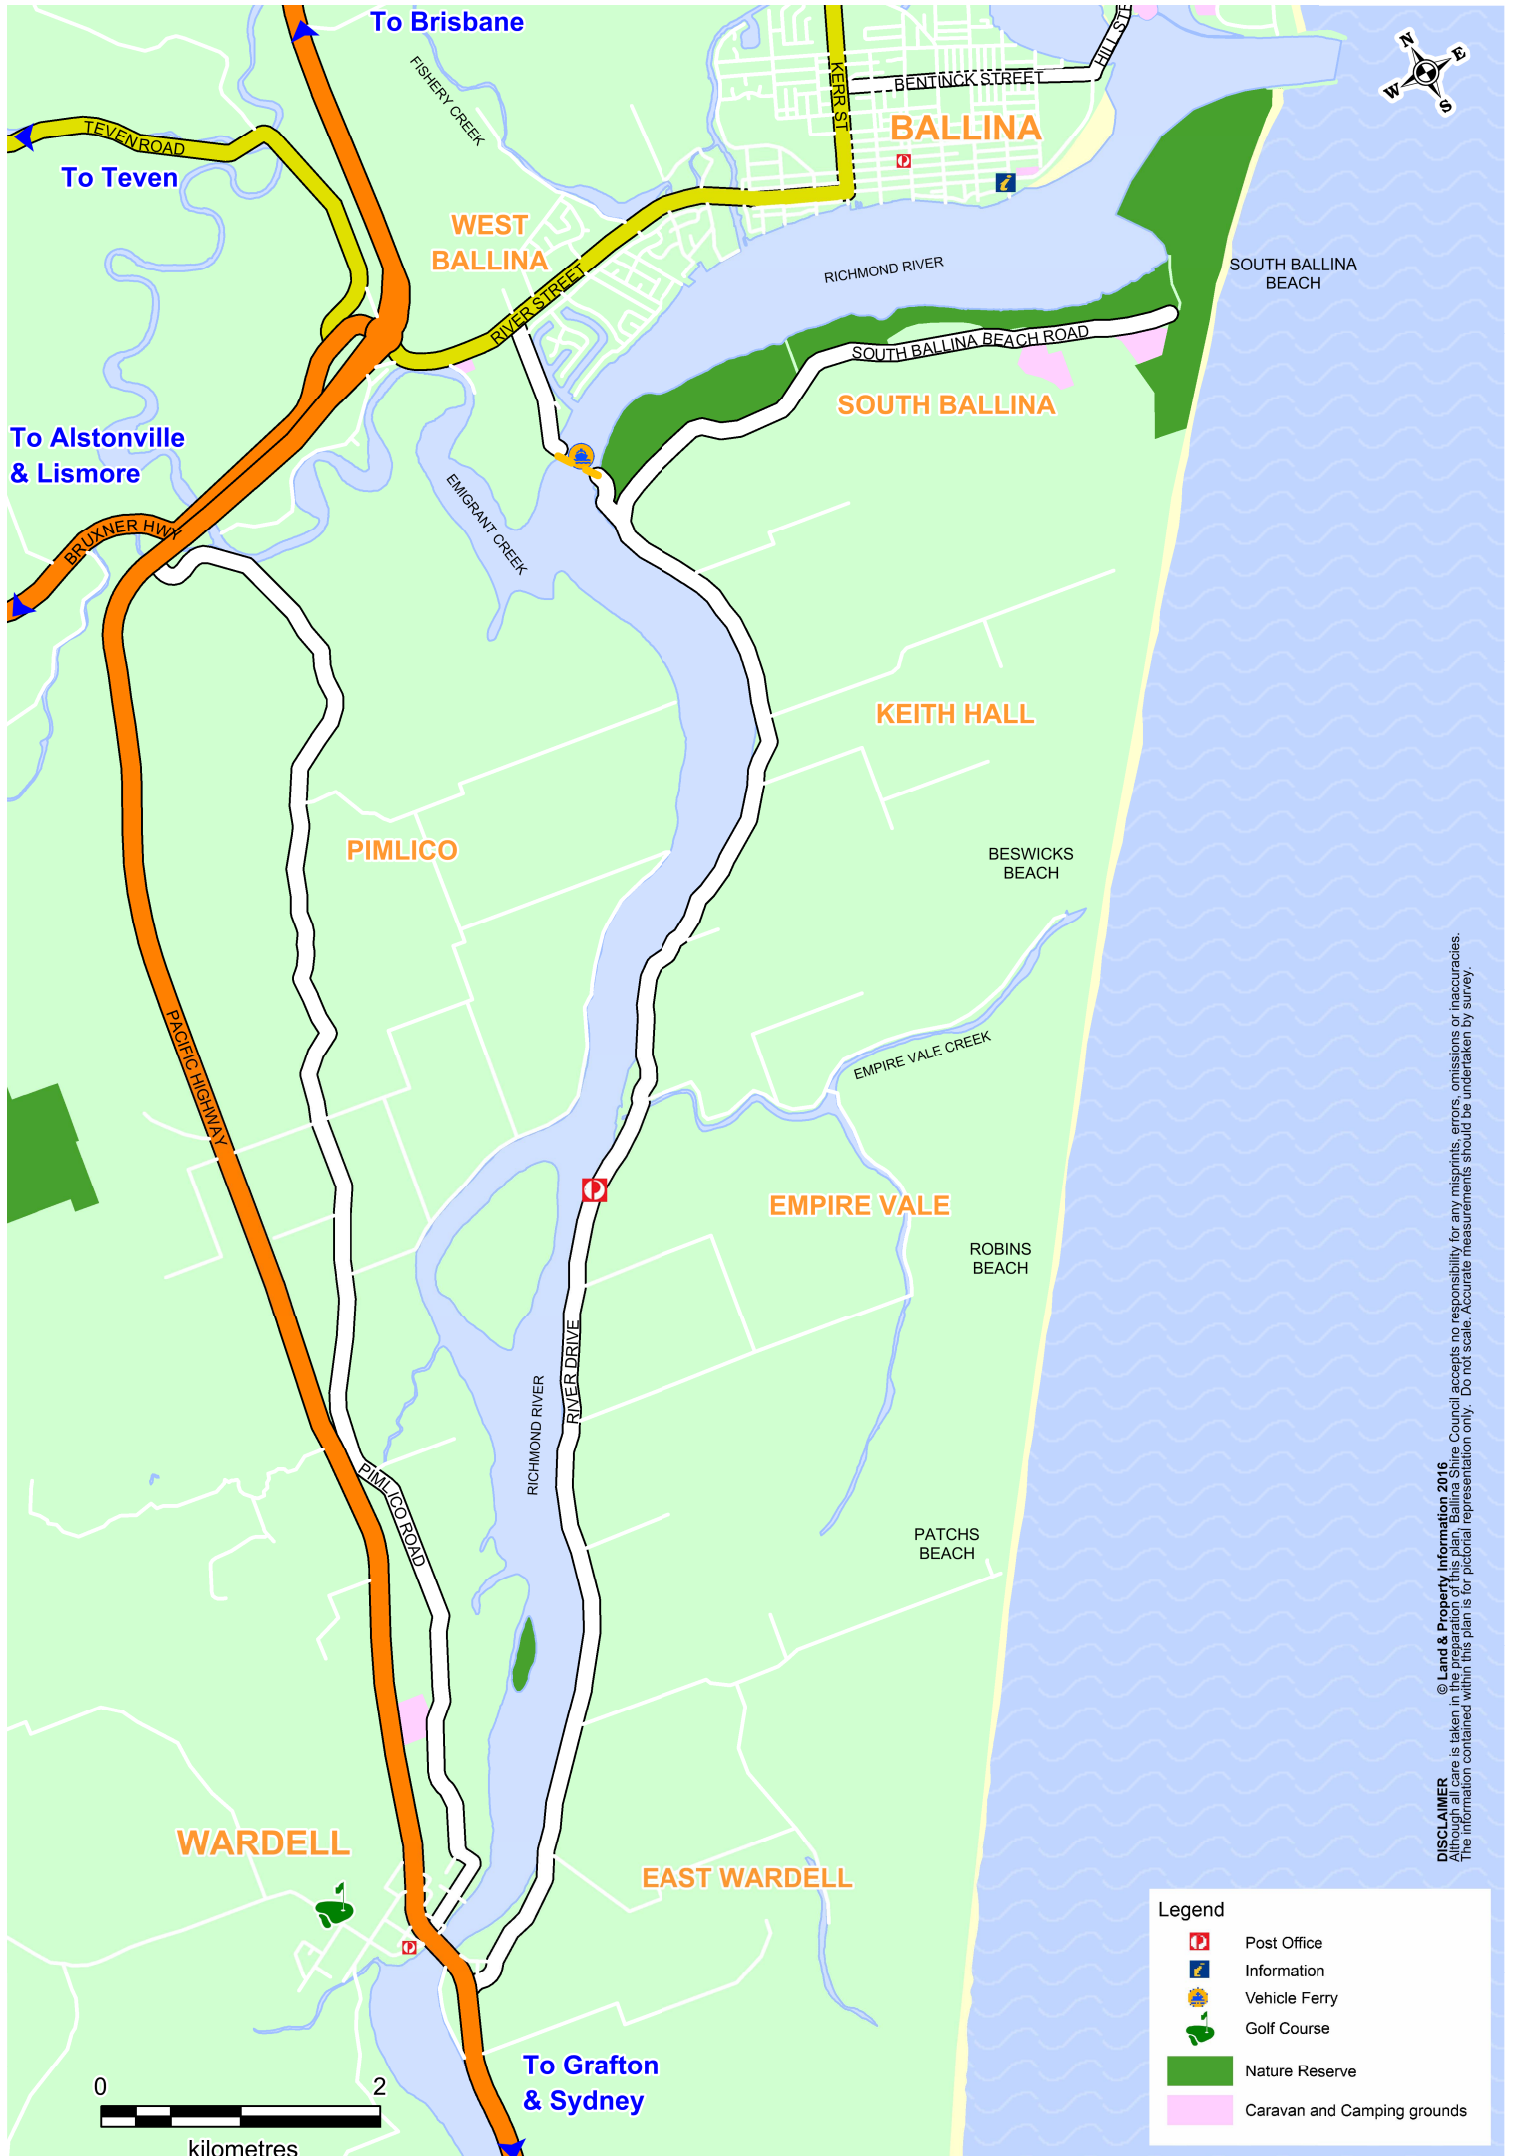 To Brisbane
FISHERY CREEK
KERR ST
BENTINCK STREET
N
E
W
S
BALLINA
TEVEN ROAD
To Teven
WEST
BALLINA
RIVER STREET
RICHMOND RIVER
SOUTH BALLINA
BEACH
SOUTH BALLINA BEACH ROAD
SOUTH BALLINA
To Alstonville
& Lismore
EMIGRANT CREEK
BRUXNER HWY
KEITH HALL
PIMLICO
BESWICKS
BEACH
PACIFIC HIGHWAY
EMPIRE VALE CREEK
EMPIRE VALE
ROBINS
BEACH
RIVER DRIVE
RICHMOND RIVER
PIMLICO ROAD
PATCHS
BEACH
WARDELL
EAST WARDELL
To Grafton
& Sydney
0 2
kilometres
DISCLAIMER © Land & Property Information 2016
Although all care is taken in the preparation of this plan, Ballina Shire Council accepts no responsibility for any misprints, errors, omissions or inaccuracies.
The information contained within this plan is for pictorial representation only. Do not scale. Accurate measurements should be undertaken by survey.
Legend
Post Office
Information
Vehicle Ferry
Golf Course
Nature Reserve
Caravan and Camping grounds